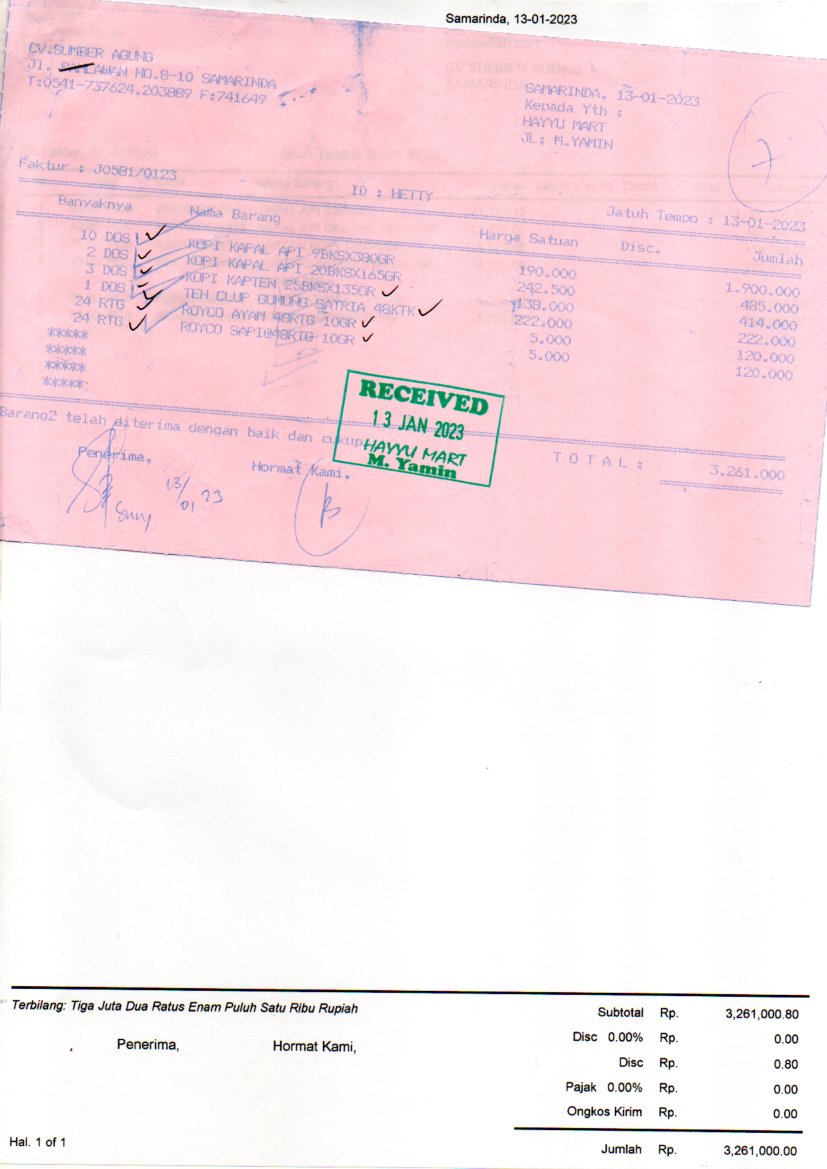 Samarinda, 13-01-2023
CV.SUMBER AGUNG
Jl. PAHLAWAN NO.8-10 SAMARINDA
T:0541-737624,203889 F:741649
SAMARINDA, 13-01-2023
Kepada Yth :
HAYYU MART
JL: M.YAMIN
7
Faktur : J0581/0123
ID : HETTY
Jatuh Tempo : 13-01-2023
Banyaknya Nama Barang Harga Satuan Disc. Jumlah
10 DOS KOPI KAPAL API 9BKSX380GR 190.000 1.900.000
2 DOS KOPI KAPAL API 20BKSX165GR 242.500 485.000
3 DOS KOPI KAPTEN 25BKSX135GR 138.000 414.000
1 DOS TEH CLUP GUNUNG SATRIA 48KTK 222.000 222.000
24 RTG ROYCO AYAM 48RTG 10GR 5.000 120.000
24 RTG ROYCO SAPI@48RTG 10GR 5.000 120.000
*****
*****
*****
*****
Barang2 telah diterima dengan baik dan cukup
TOTAL: 3.261.000
Penerima, Hormat Kami,
RECEIVED
13 JAN 2023
HAYYU MART
M. Yamin
13/01 23
Terbilang: Tiga Juta Dua Ratus Enam Puluh Satu Ribu Rupiah
Penerima, Hormat Kami,
Subtotal Rp. 3,261,000.80
Disc 0.00% Rp. 0.00
Disc Rp. 0.80
Pajak 0.00% Rp. 0.00
Ongkos Kirim Rp. 0.00
Jumlah Rp. 3,261,000.00
Hal. 1 of 1